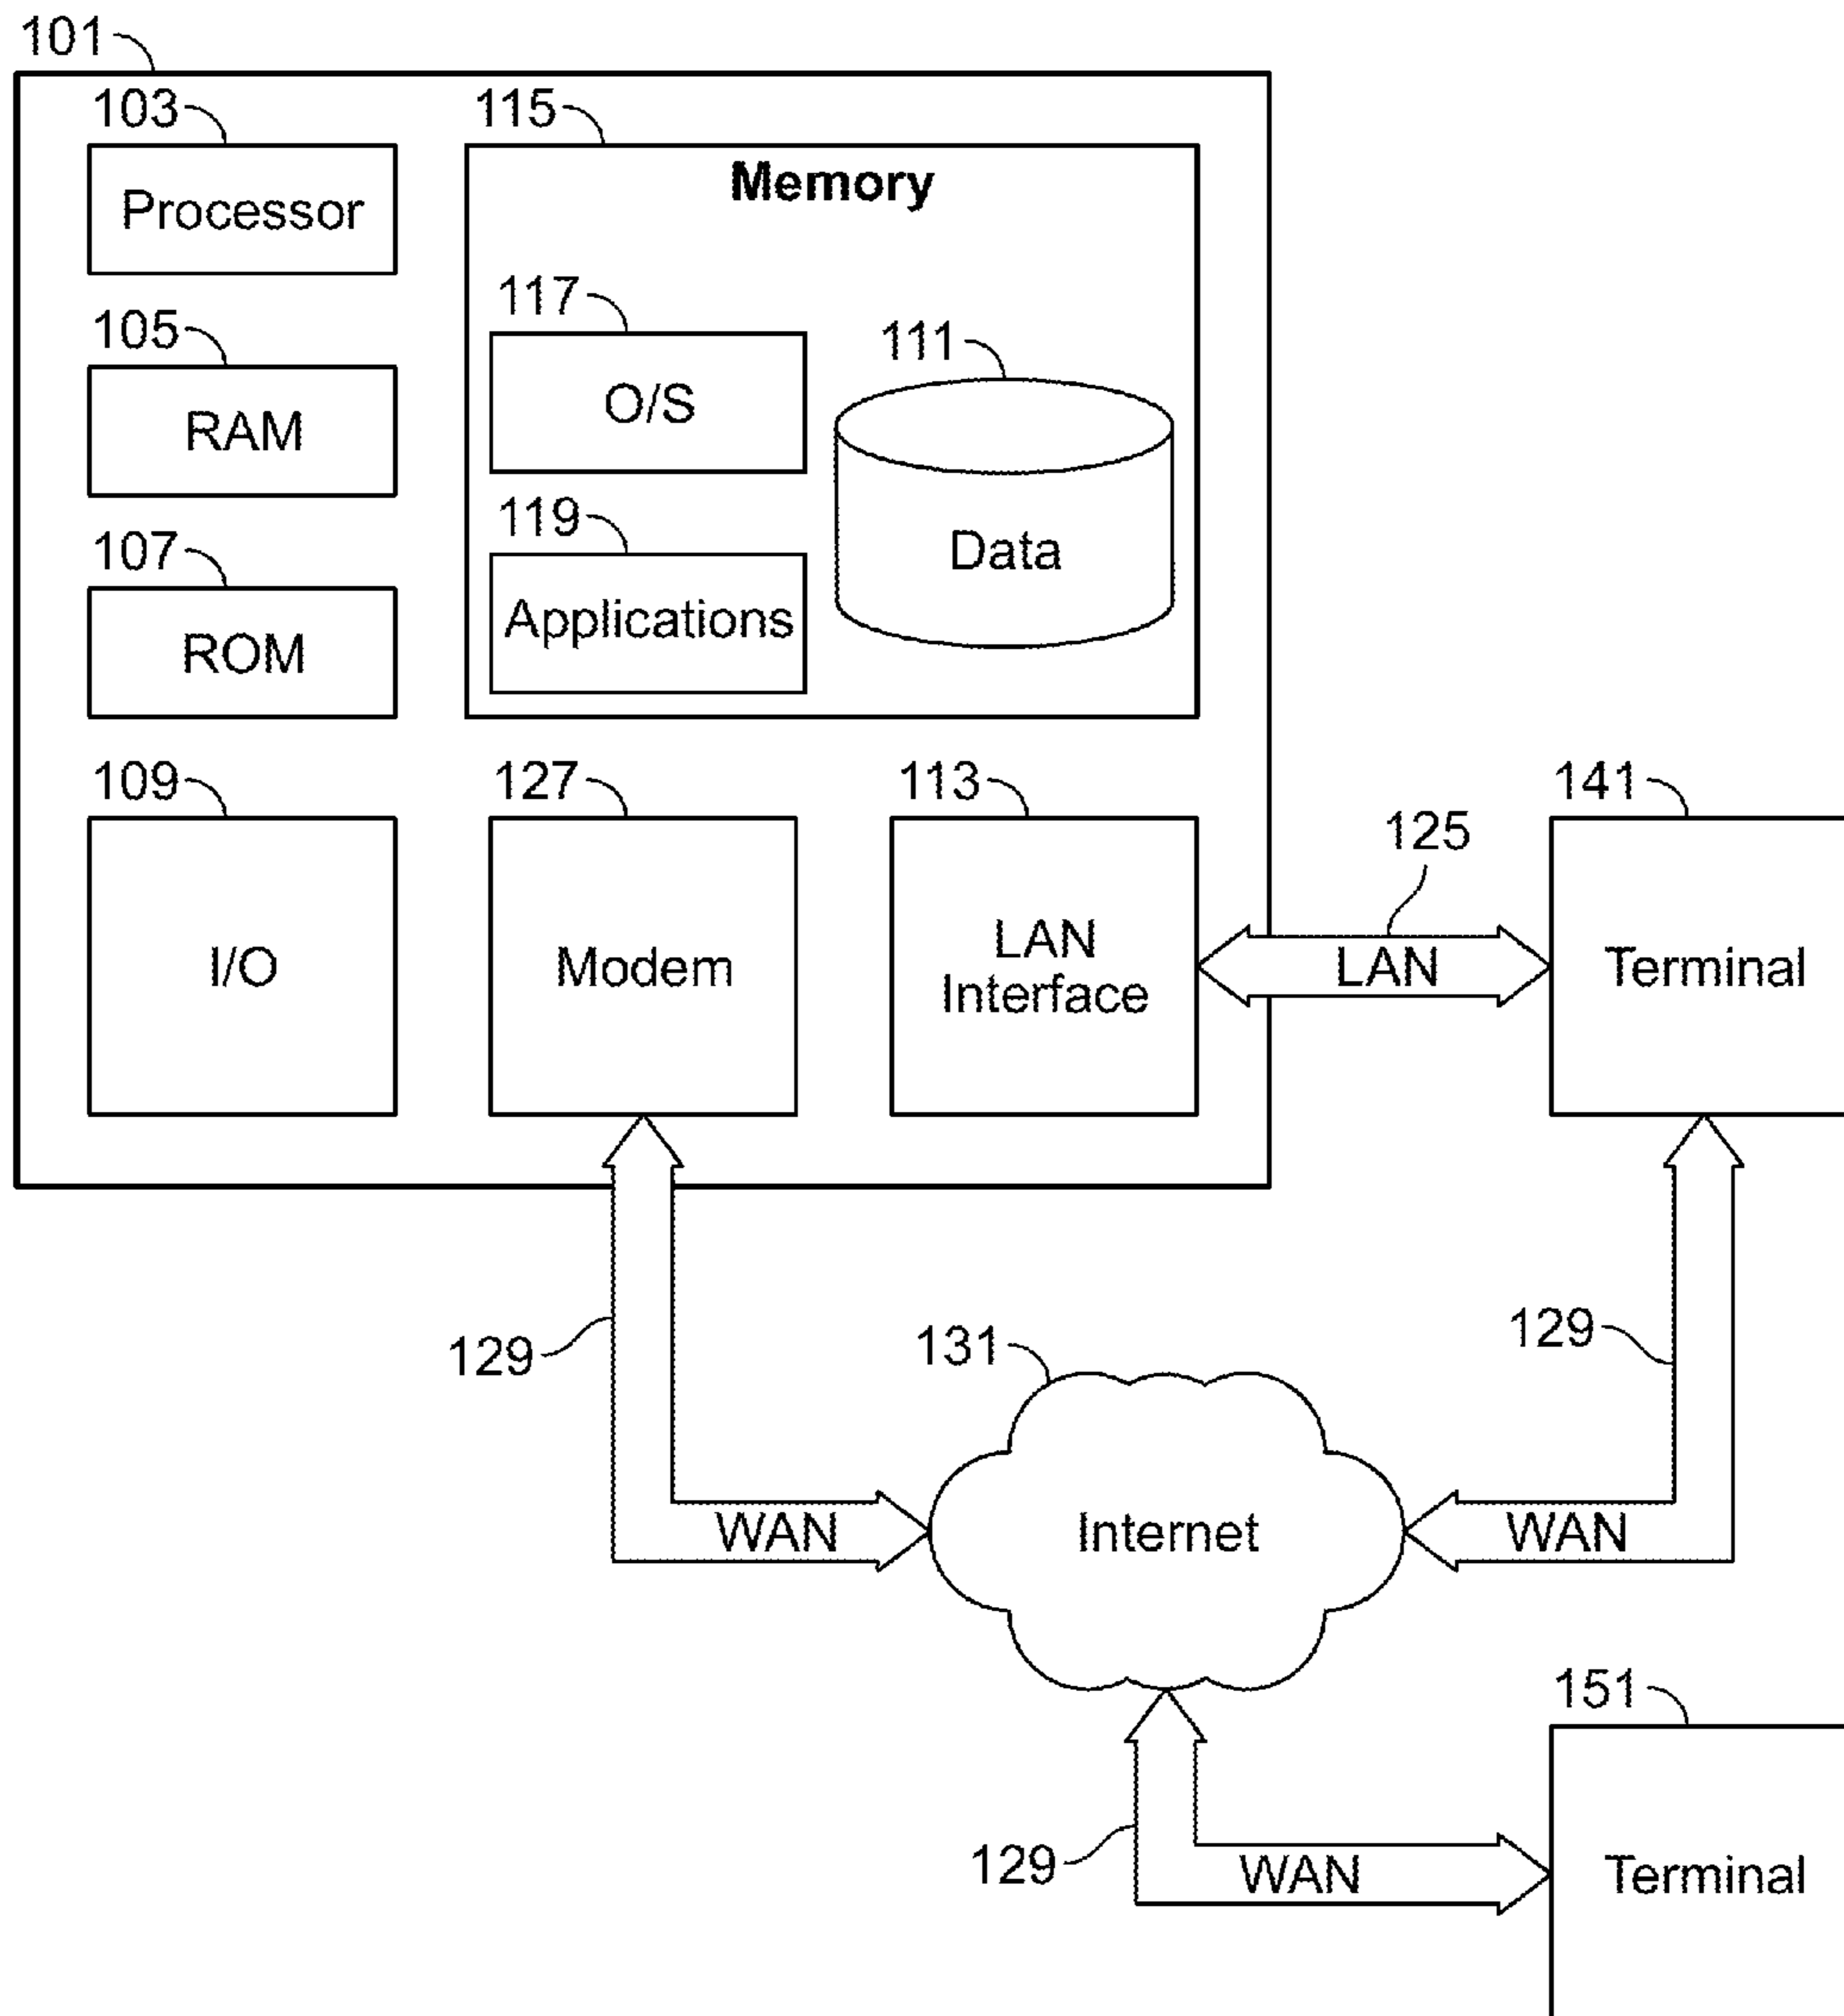 101
103
Processor
105
RAM
107
ROM
115
Memory
117
O/S
111
Data
119
Applications
109
I/O
127
Modem
113
LAN
Interface
125
LAN
141
Terminal
129
WAN
131
Internet
129
WAN
129
WAN
151
Terminal